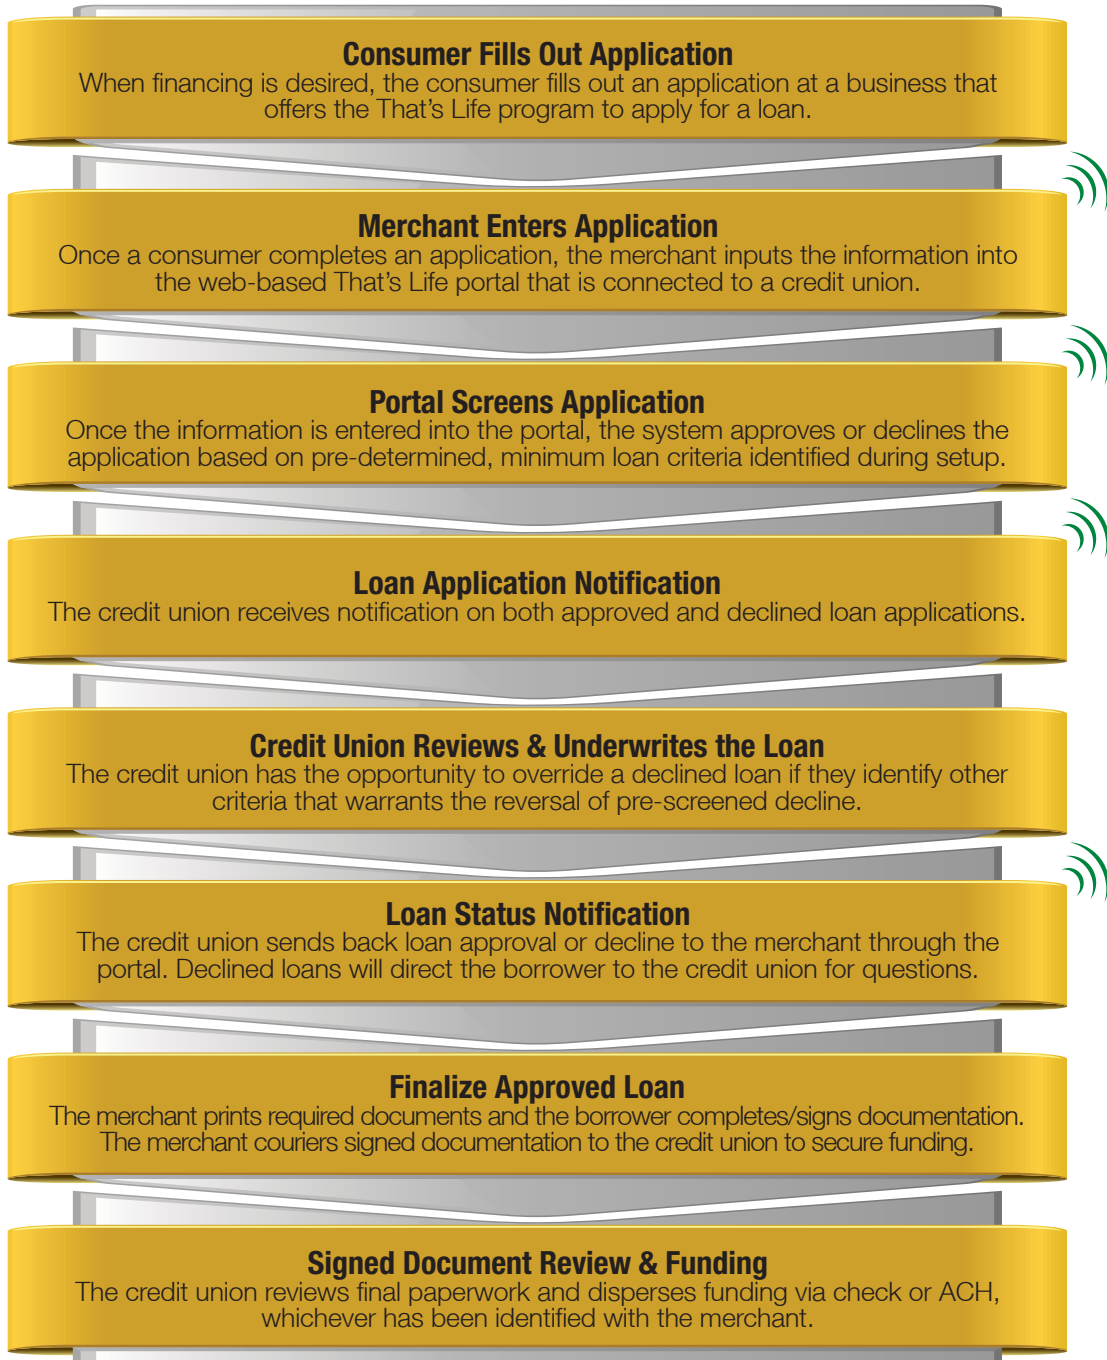 Consumer Fills Out Application
When financing is desired, the consumer fills out an application at a business that
offers the That's Life program to apply for a loan.
Merchant Enters Application
Once a consumer completes an application, the merchant inputs the information into
the web-based That's Life portal that is connected to a credit union.
Portal Screens Application
Once the information is entered into the portal, the system approves or declines the
application based on pre-determined, minimum loan criteria identified during setup.
Loan Application Notification
The credit union receives notification on both approved and declined loan applications.
Credit Union Reviews & Underwrites the Loan
The credit union has the opportunity to override a declined loan if they identify other
criteria that warrants the reversal of pre-screened decline.
Loan Status Notification
The credit union sends back loan approval or decline to the merchant through the
portal. Declined loans will direct the borrower to the credit union for questions.
Finalize Approved Loan
The merchant prints required documents and the borrower completes/signs documentation.
The merchant couriers signed documentation to the credit union to secure funding.
Signed Document Review & Funding
The credit union reviews final paperwork and disperses funding via check or ACH,
whichever has been identified with the merchant.